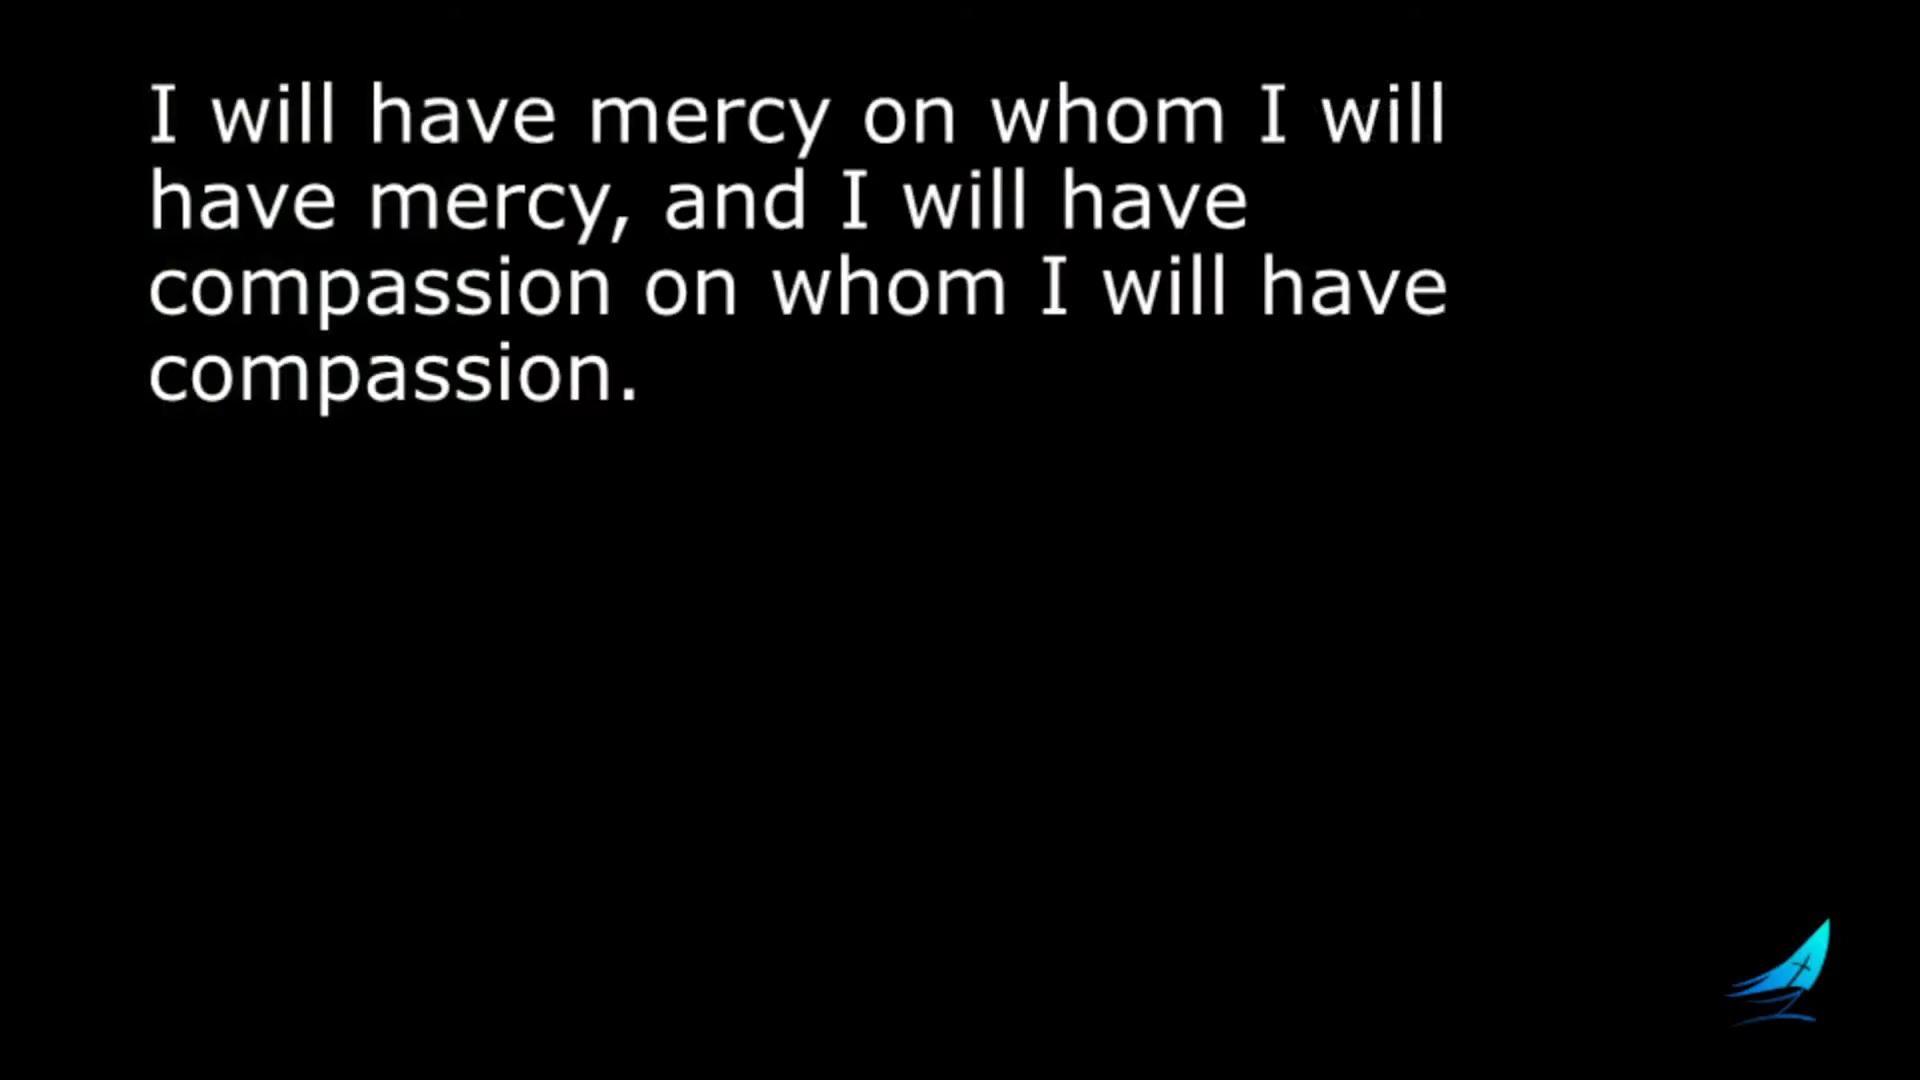 I will have mercy on whom I will
have mercy, and I will have
compassion on whom I will have
compassion.